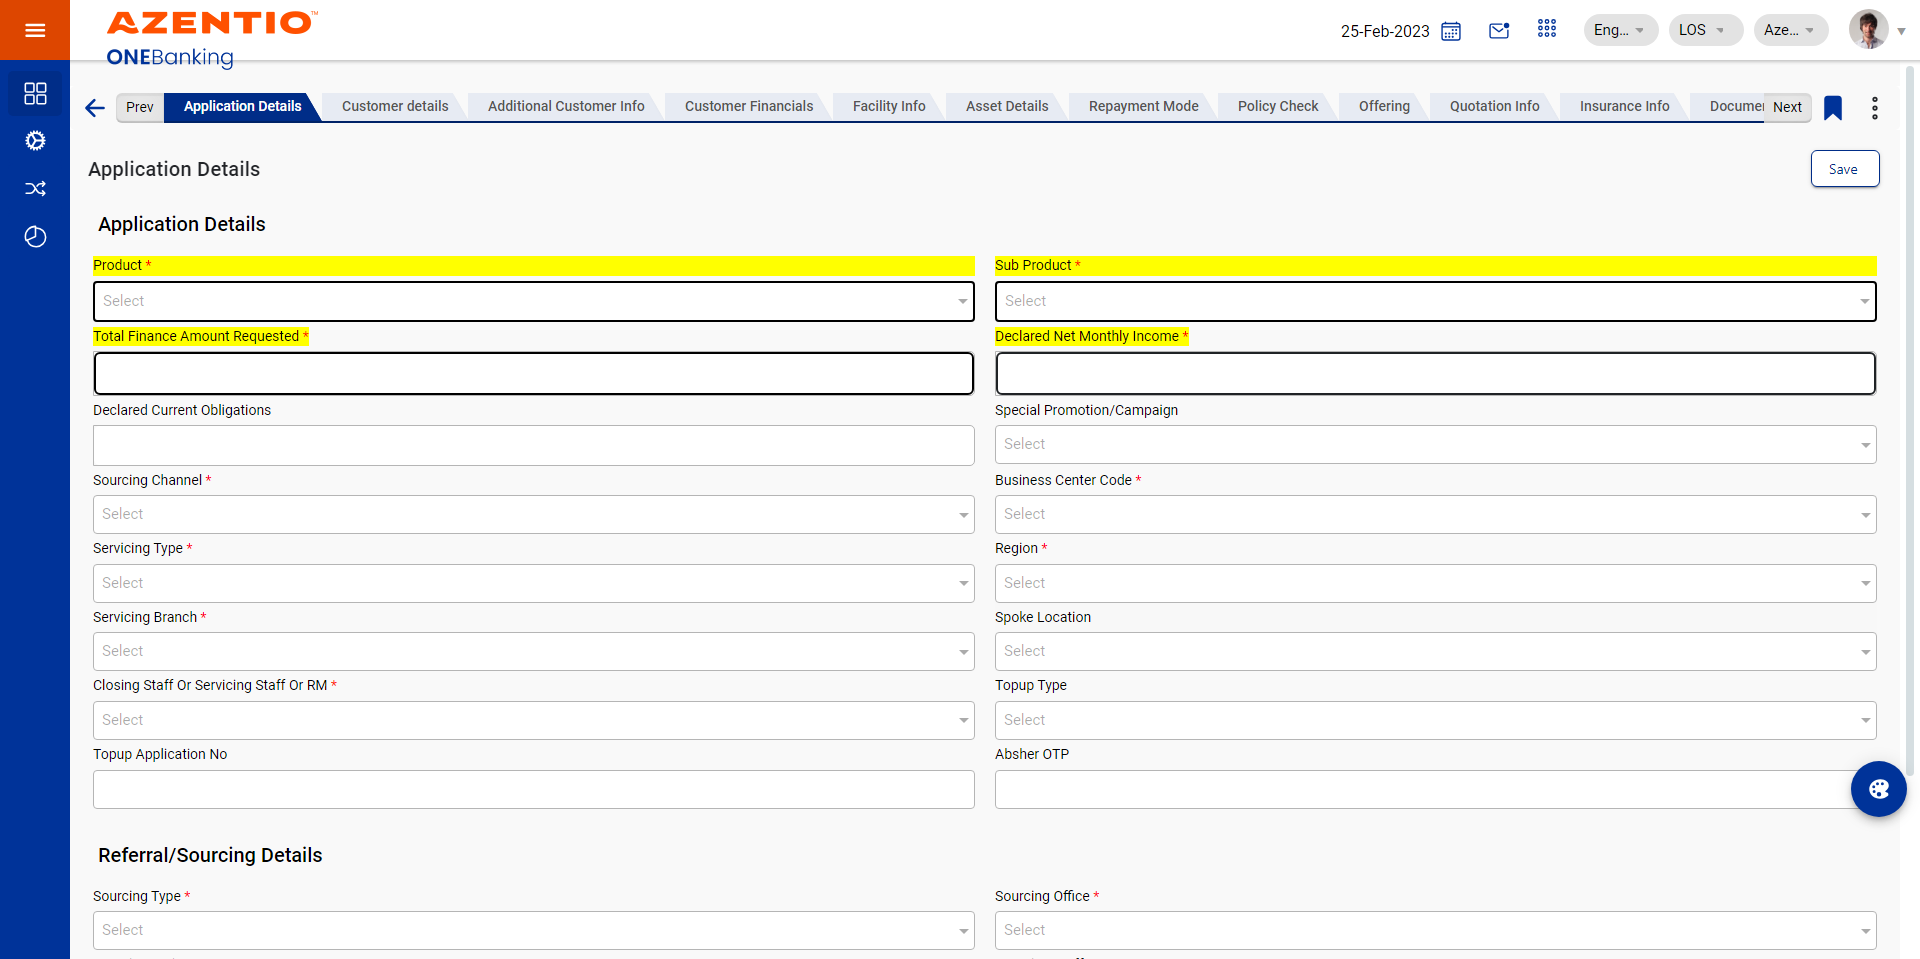 AZENTIO™
ONEBanking
25-Feb-2023
Eng...
LOS
Aze...
Prev
Application Details
Customer details
Additional Customer Info
Customer Financials
Facility Info
Asset Details
Repayment Mode
Policy Check
Offering
Quotation Info
Insurance Info
Documen
Next
Application Details
Save
Application Details
Product *
Sub Product *
Select
Select
Total Finance Amount Requested *
Declared Net Monthly Income *
Declared Current Obligations
Special Promotion/Campaign
Select
Sourcing Channel *
Business Center Code *
Select
Select
Servicing Type *
Region *
Select
Select
Servicing Branch *
Spoke Location
Select
Select
Closing Staff Or Servicing Staff Or RM *
Topup Type
Select
Select
Topup Application No
Absher OTP
Referral/Sourcing Details
Sourcing Type *
Sourcing Office *
Select
Select